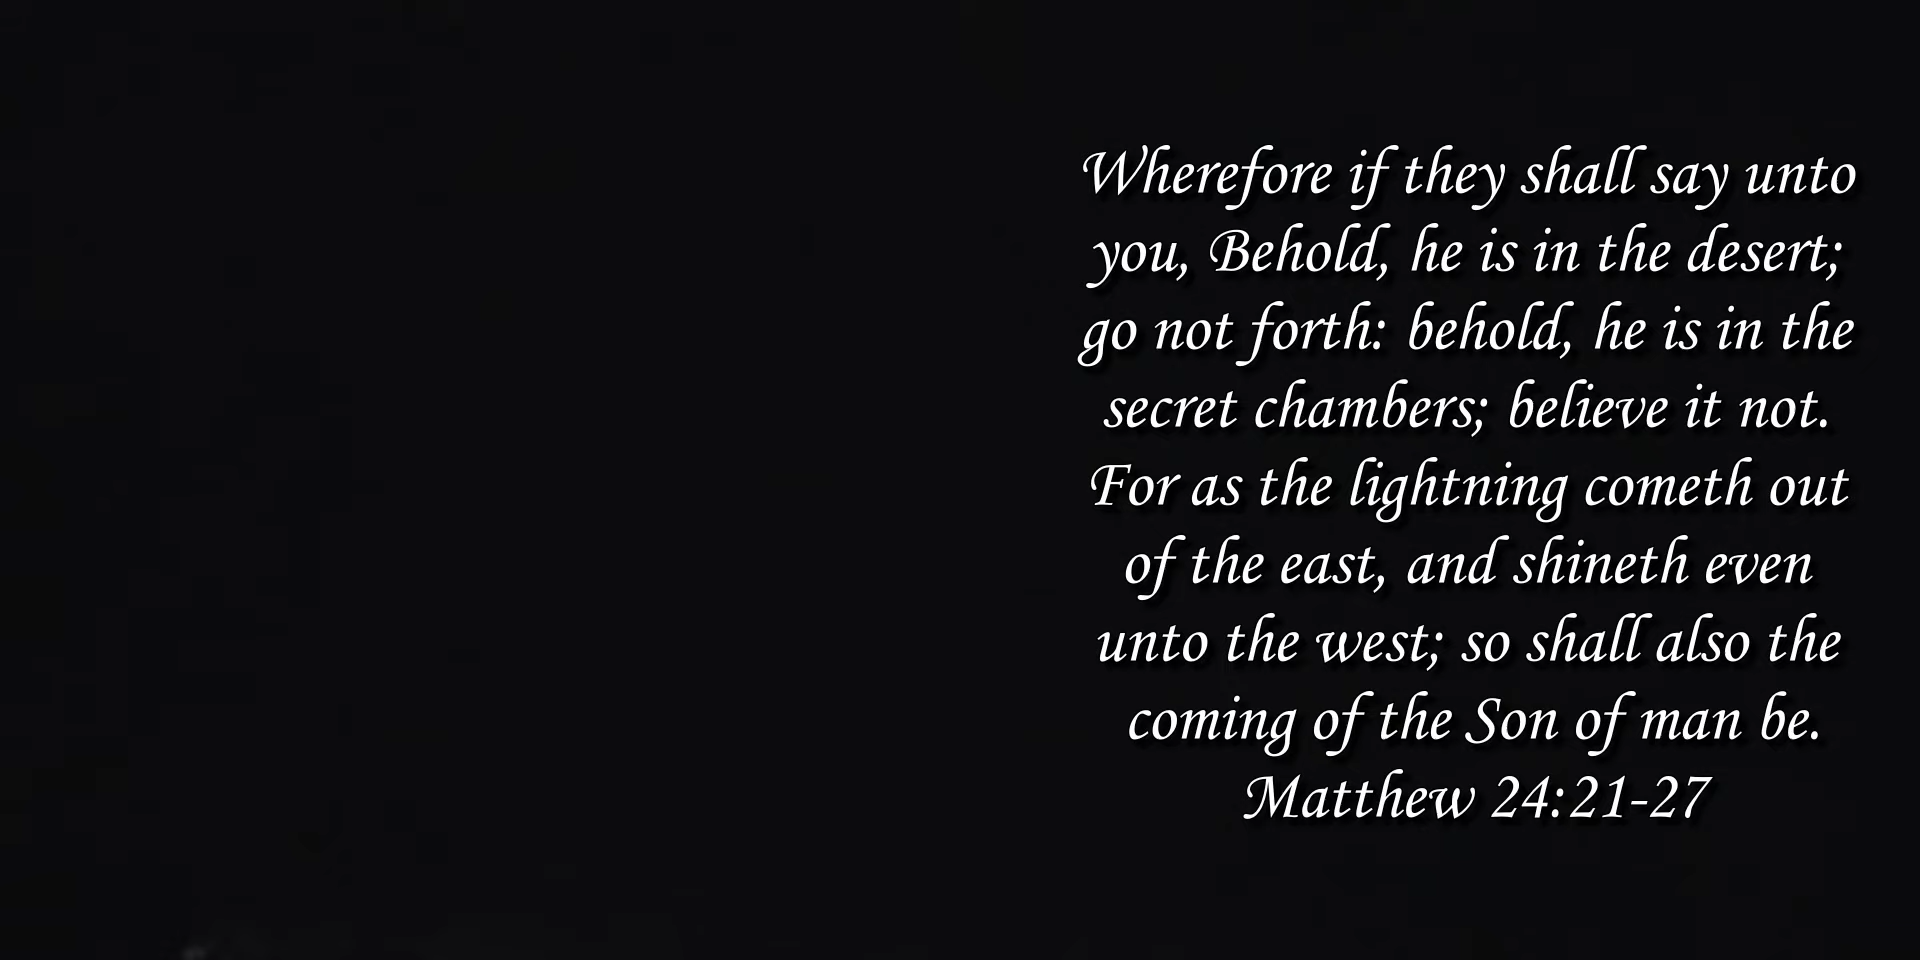 Wherefore if they shall say unto
you, Behold, he is in the desert;
go not forth: behold, he is in the
secret chambers; believe it not.
For as the lightning cometh out
of the east, and shineth even
unto the west; so shall also the
coming of the Son of man be.
Matthew 24:21-27